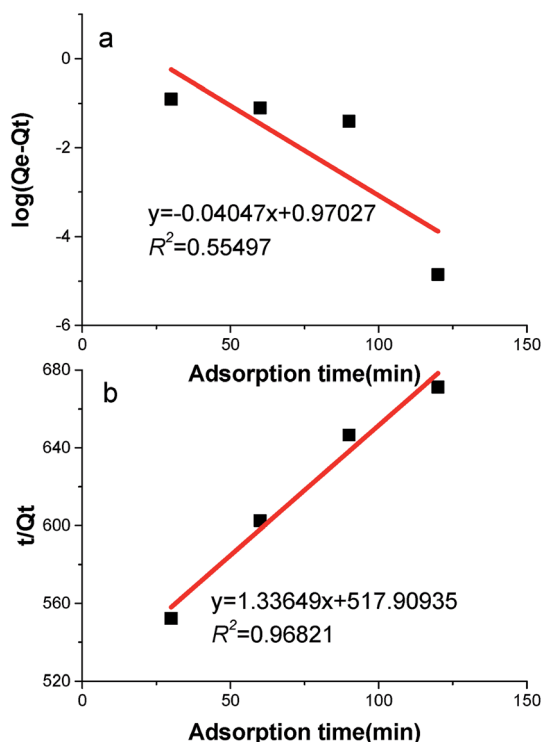 a
0
-2
-4
-6
log(Qe-Qt)
y=-0.04047x+0.97027
R²=0.55497
0 50 100 150
Adsorption time(min)
b
680
640
600
560
520
t/Qt
y=1.33649x+517.90935
R²=0.96821
0 50 100 150
Adsorption time(min)